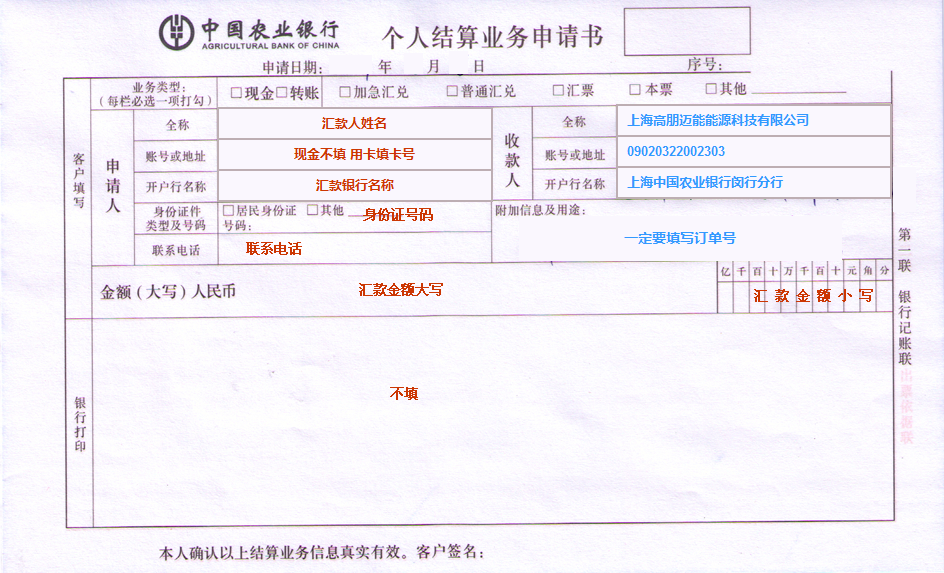 中国农业银行
AGRICULTURAL BANK OF CHINA
个人结算业务申请书
申请日期： 年 月 日
序号：
业务类型：
（每栏必选一项打勾）
□现金□转账 □加急汇兑 □普通汇兑 □汇票 □本票 □其他
客户填写
申请人
全称
汇款人姓名
账号或地址
现金不填 用卡填卡号
开户行名称
汇款银行名称
身份证件
类型及号码
□居民身份证 □其他
号码：
身份证号码
联系电话
联系电话
收款人
全称
上海高朋迈能能源科技有限公司
账号或地址
09020322002303
开户行名称
上海中国农业银行闵行分行
附加信息及用途：
一定要填写订单号
金额（大写）人民币
汇款金额大写
亿千百十万千百十元角分
汇款金额小写
银行打印
不填
第一联 银行记账联
出票依据联
本人确认以上结算业务信息真实有效。客户签名：